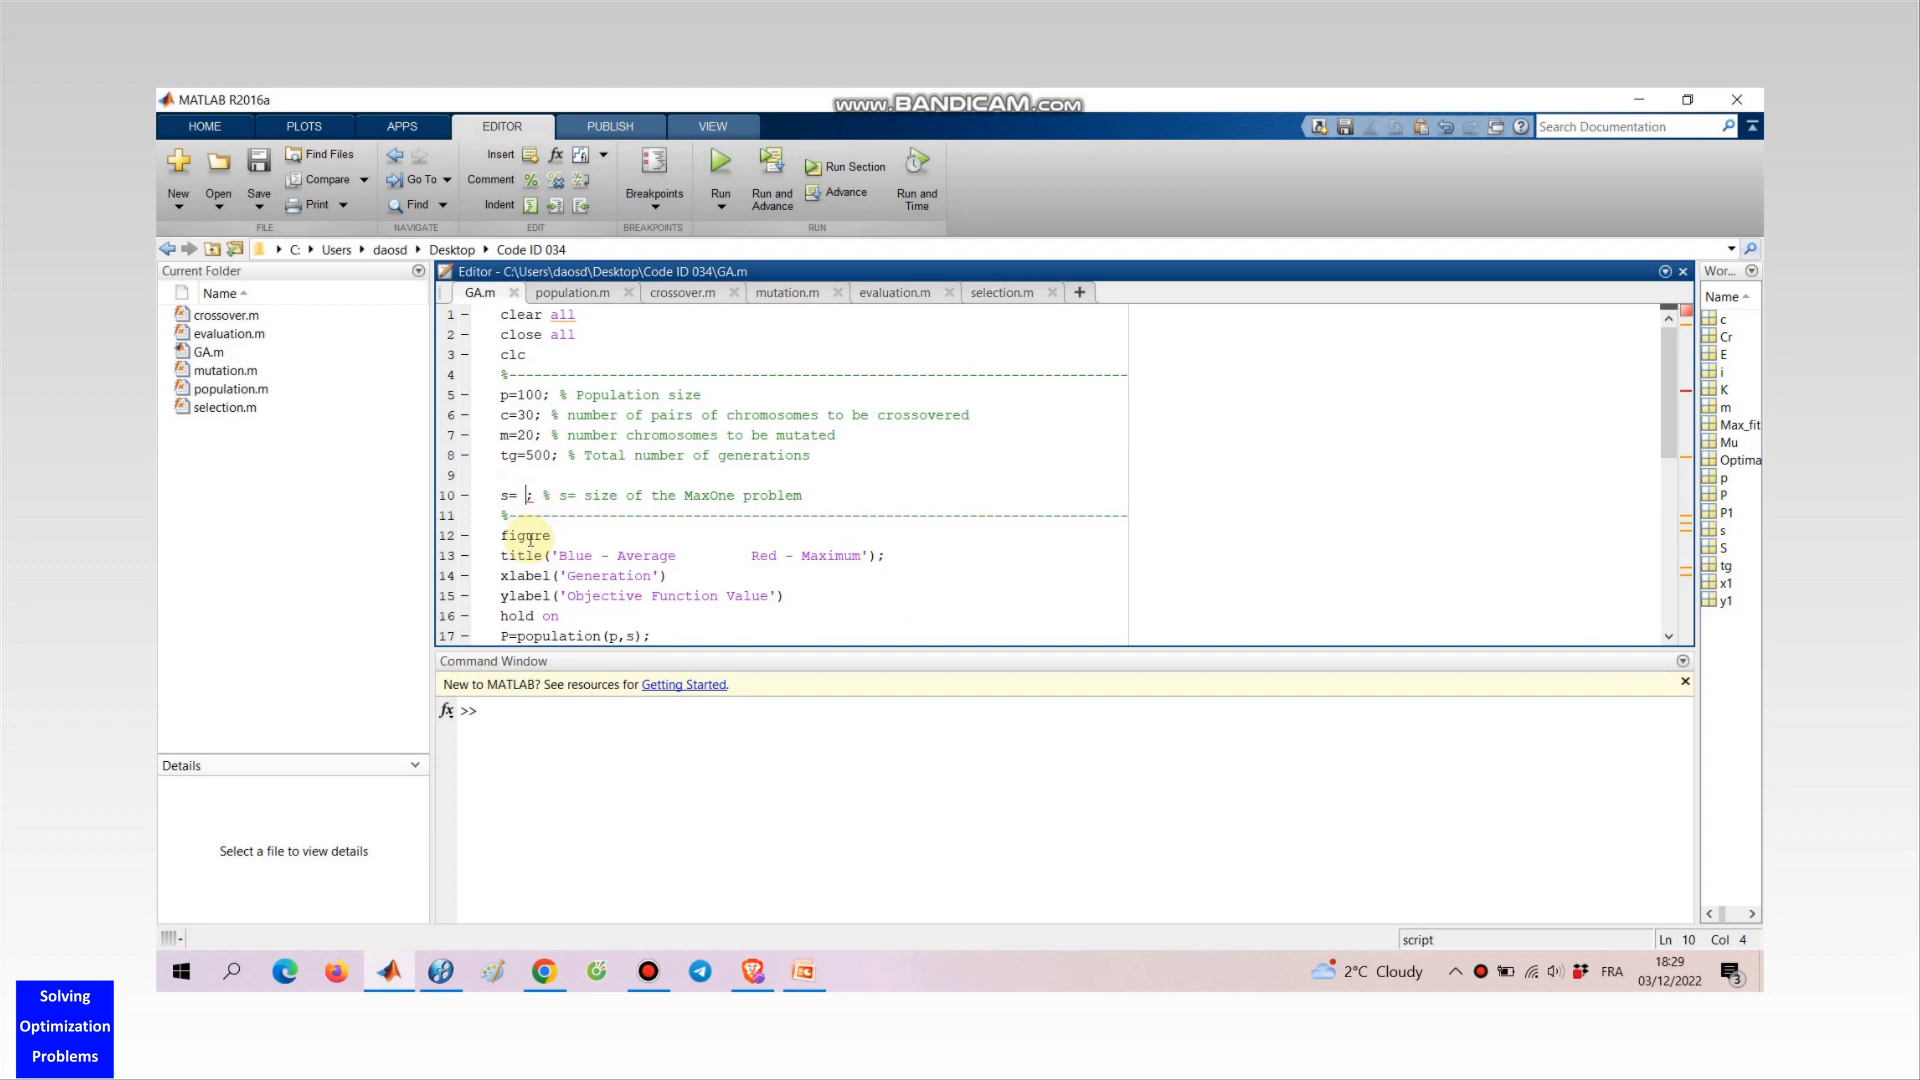 MATLAB R2016a
www.BANDICAM.com
HOME PLOTS APPS EDITOR PUBLISH VIEW
Search Documentation
New Open Save
Find Files
Compare
Print
FILE
Go To
Find
NAVIGATE
Insert fx
Comment
Indent
EDIT
Breakpoints
BREAKPOINTS
Run
Run and Advance
Run Section
Advance
Run and Time
RUN
C: Users daosd Desktop Code ID 034
Current Folder
Name
crossover.m
evaluation.m
GA.m
mutation.m
population.m
selection.m
Details
Select a file to view details
Editor - C:\Users\daosd\Desktop\Code ID 034\GA.m
GA.m population.m crossover.m mutation.m evaluation.m selection.m +
1 – clear all
2 – close all
3 – clc
4 %--------------------------------------------------------------------------
5 – p=100; % Population size
6 – c=30; % number of pairs of chromosomes to be crossovered
7 – m=20; % number chromosomes to be mutated
8 – tg=500; % Total number of generations
9
10 – s= ; % s= size of the MaxOne problem
11 %--------------------------------------------------------------------------
12 – figure
13 – title('Blue - Average         Red - Maximum');
14 – xlabel('Generation')
15 – ylabel('Objective Function Value')
16 – hold on
17 – P=population(p,s);
Command Window
New to MATLAB? See resources for Getting Started.
fx >>
Wor...
Name
c
Cr
E
i
K
m
Max_fit
Mu
Optima
p
P
P1
s
S
tg
x1
y1
script
Ln 10 Col 4
2°C Cloudy
FRA
18:29
03/12/2022
3
Solving
Optimization
Problems